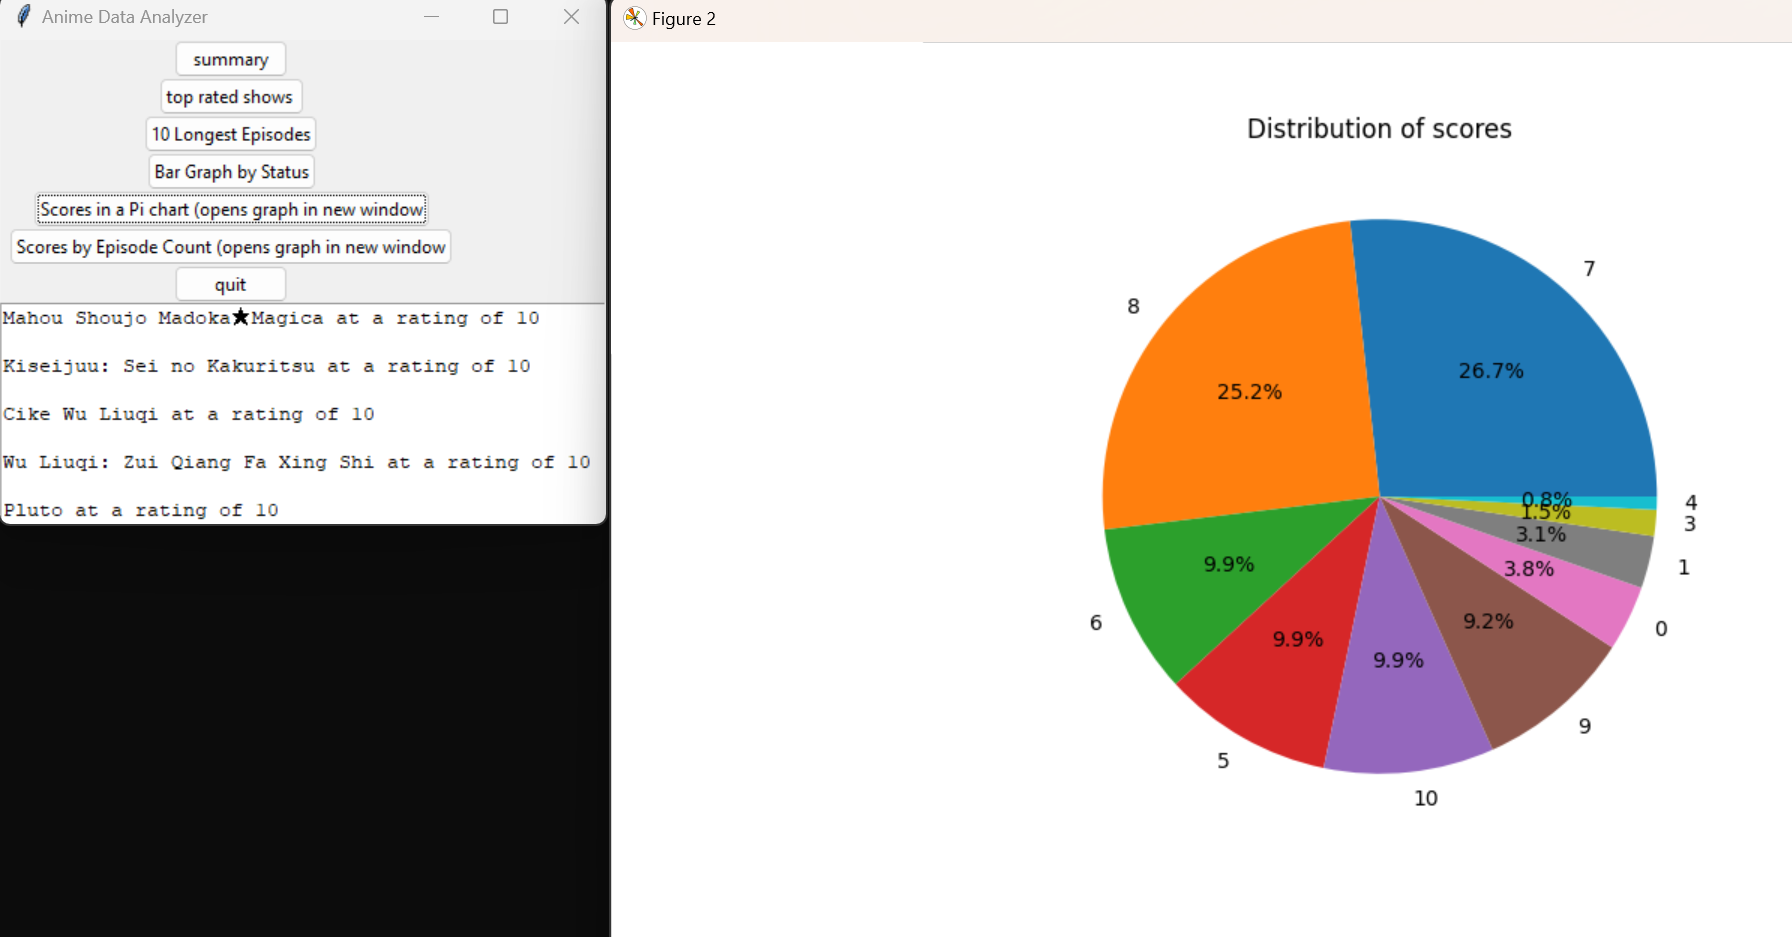 Anime Data Analyzer
summary
top rated shows
10 Longest Episodes
Bar Graph by Status
Scores in a Pi chart (opens graph in new window
Scores by Episode Count (opens graph in new window
quit
Mahou Shoujo Madoka★Magica at a rating of 10
Kiseijuu: Sei no Kakuritsu at a rating of 10
Cike Wu Liuqi at a rating of 10
Wu Liuqi: Zui Qiang Fa Xing Shi at a rating of 10
Pluto at a rating of 10
Figure 2
Distribution of scores
7
8
26.7%
25.2%
0.8%
4
1.5%
3
3.1%
9.9%
1
3.8%
9.2%
6
0
9.9%
9.9%
9
5
10